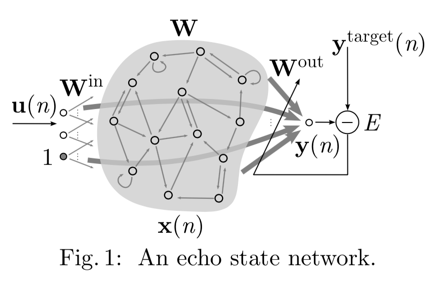 W
y^target(n)
W^in
W^out
u(n)
E
y(n)
1
x(n)
Fig. 1: An echo state network.